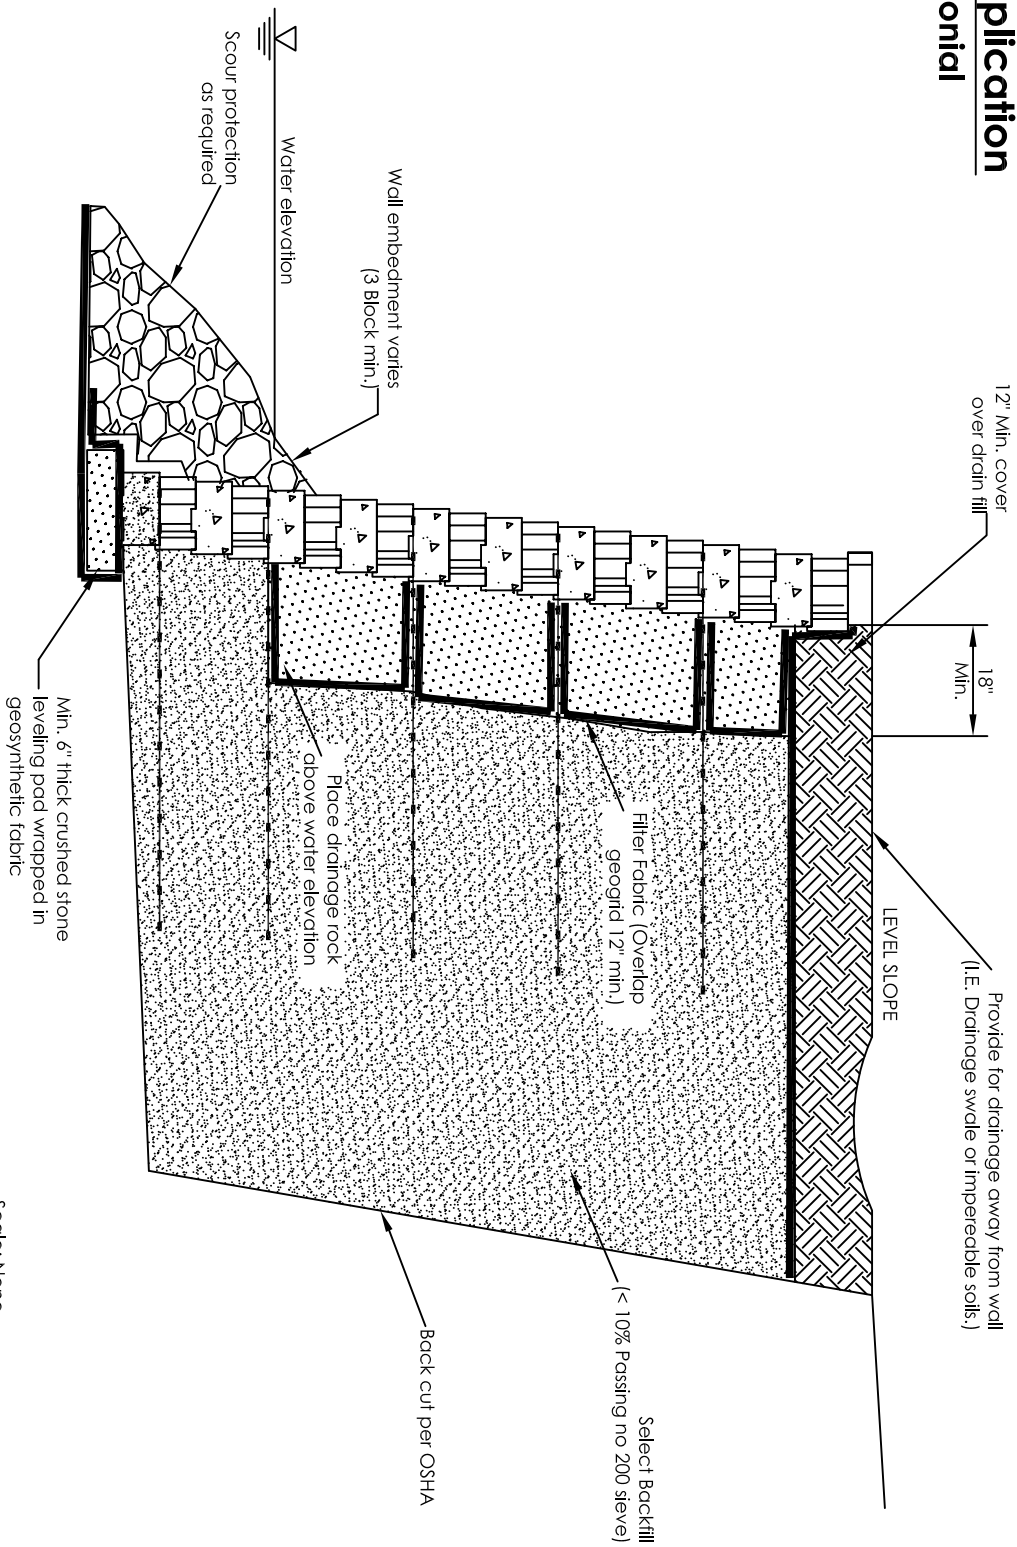 plication
onial
12" Min. cover
over drain fill
18"
Min.
Provide for drainage away from wall
(I.E. Drainage swale or impereable soils.)
LEVEL SLOPE
Wall embedment varies
(3 Block min.)
Water elevation
Scour protection
as required
Filter Fabric (Overlap
geogrid 12" min.)
Place drainage rock
above water elevation
Select Backfill
(< 10% Passing no 200 sieve)
Back cut per OSHA
Min. 6" thick crushed stone
leveling pad wrapped in
geosynthetic fabric